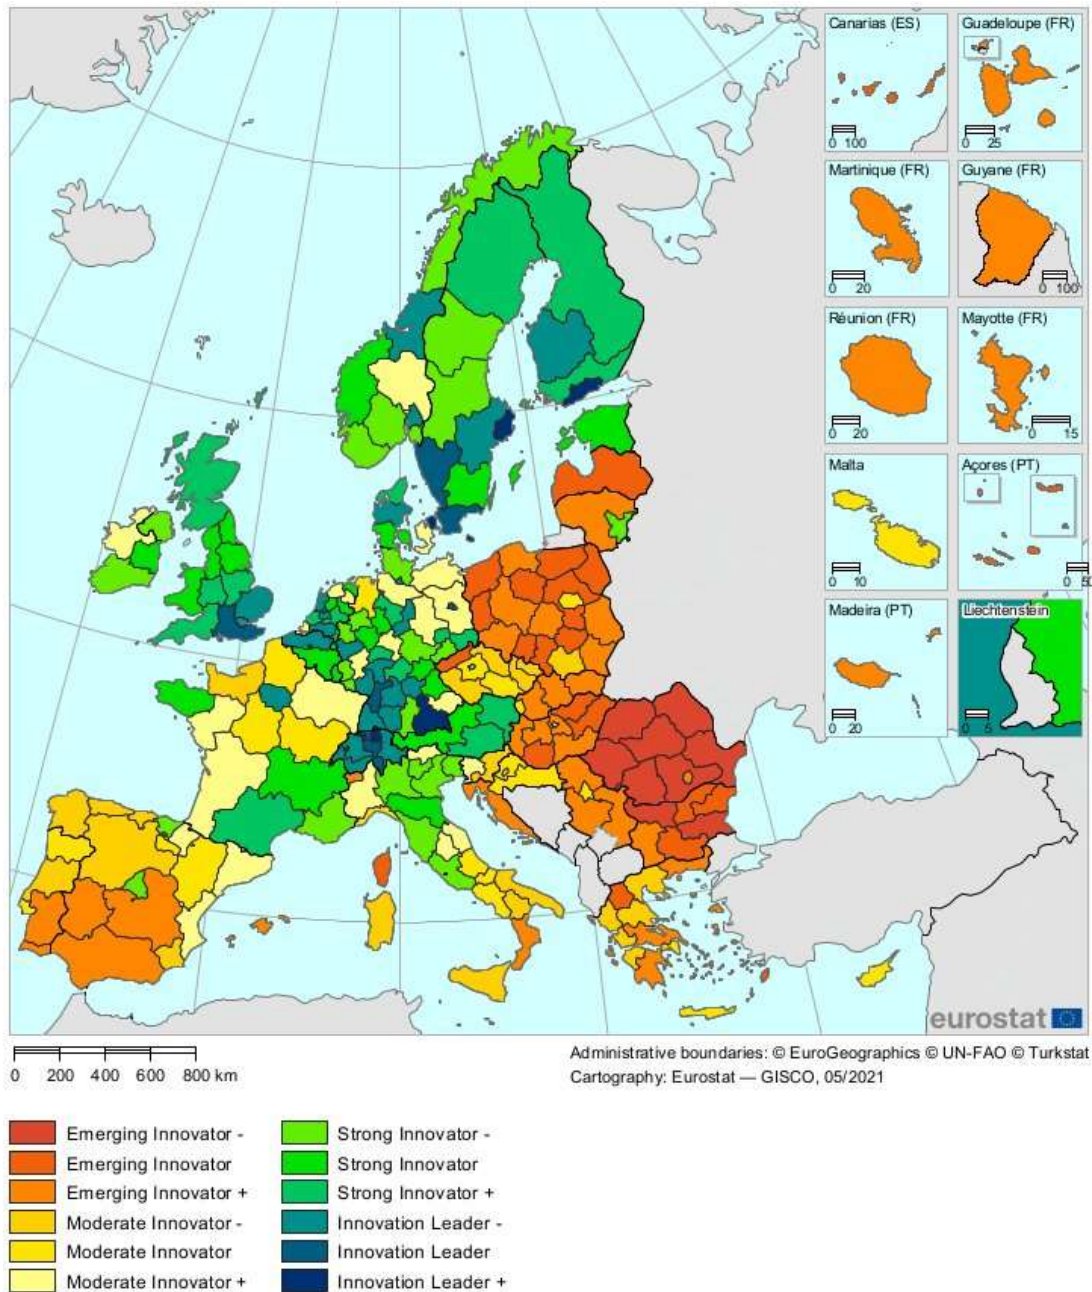 Canarias (ES)
0 100
Guadeloupe (FR)
0 25
Martinique (FR)
0 20
Guyane (FR)
0 100
Réunion (FR)
0 20
Mayotte (FR)
0 15
Malta
0 10
Açores (PT)
0 50
Madeira (PT)
0 20
Liechtenstein
0 5
eurostat
0 200 400 600 800 km
Administrative boundaries: © EuroGeographics © UN-FAO © Turkstat
Cartography: Eurostat — GISCO, 05/2021
Emerging Innovator -
Emerging Innovator
Emerging Innovator +
Moderate Innovator -
Moderate Innovator
Moderate Innovator +
Strong Innovator -
Strong Innovator
Strong Innovator +
Innovation Leader -
Innovation Leader
Innovation Leader +